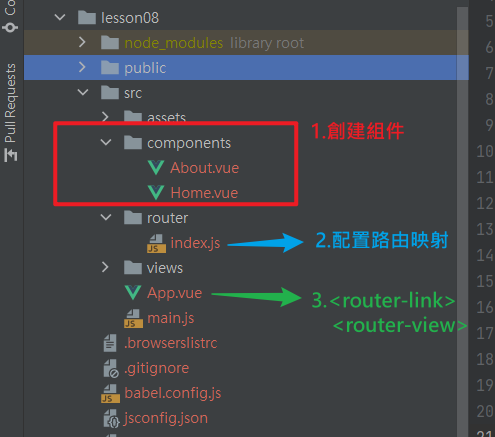 Co
Pull Requests
lesson08
node_modules library root
public
src
assets
components
1.創建組件
About.vue
Home.vue
router
index.js
2.配置路由映射
views
App.vue
3.<router-link>
<router-view>
main.js
.browserslistrc
.gitignore
babel.config.js
jsconfig.json
5
6
7
8
9
10
11
12
13
14
15
16
17
18
19
20
21